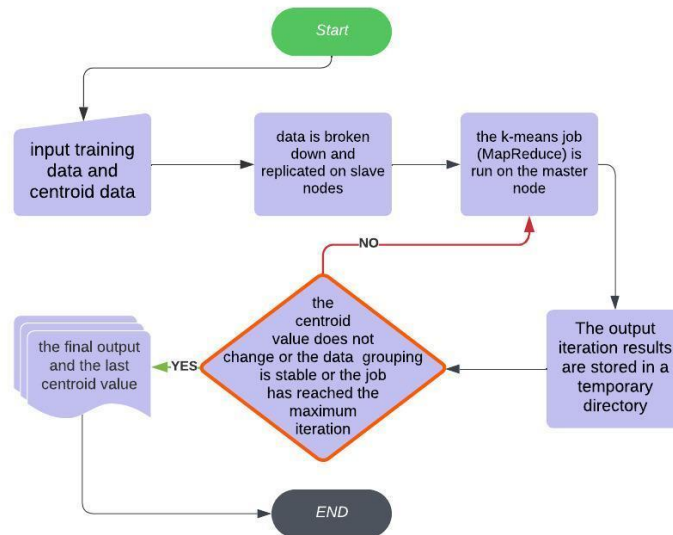 Start
input training
data and
centroid data
data is broken
down and
replicated on slave
nodes
the k-means job
(MapReduce) is
run on the master
node
NO
the
centroid
value does not
change or the data grouping
is stable or the job
has reached the
maximum
iteration
YES
the final output
and the last
centroid value
The output
iteration results
are stored in a
temporary
directory
END